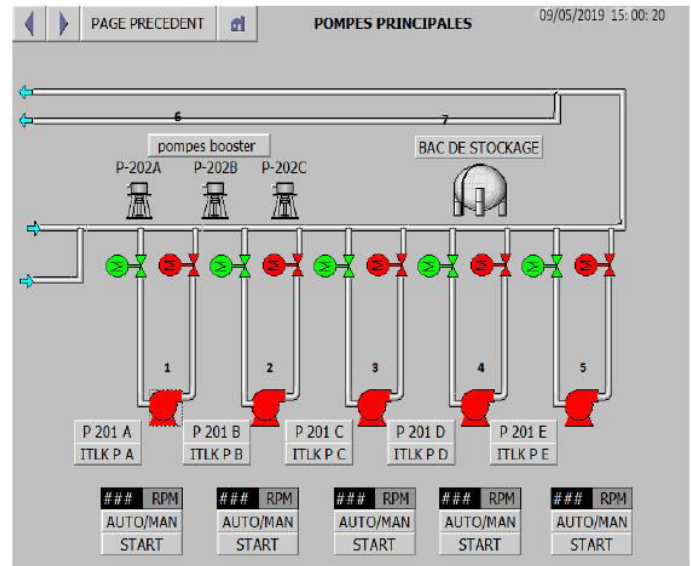 PAGE PRECEDENT
POMPES PRINCIPALES
09/05/2019 15:00:20
6
7
pompes booster
BAC DE STOCKAGE
P-202A P-202B P-202C
1 2 3 4 5
P 201 A P 201 B P 201 C P 201 D P 201 E
ITLK P A ITLK P B ITLK P C ITLK P D ITLK P E
### RPM ### RPM ### RPM ### RPM ### RPM
AUTO/MAN AUTO/MAN AUTO/MAN AUTO/MAN AUTO/MAN
START START START START START